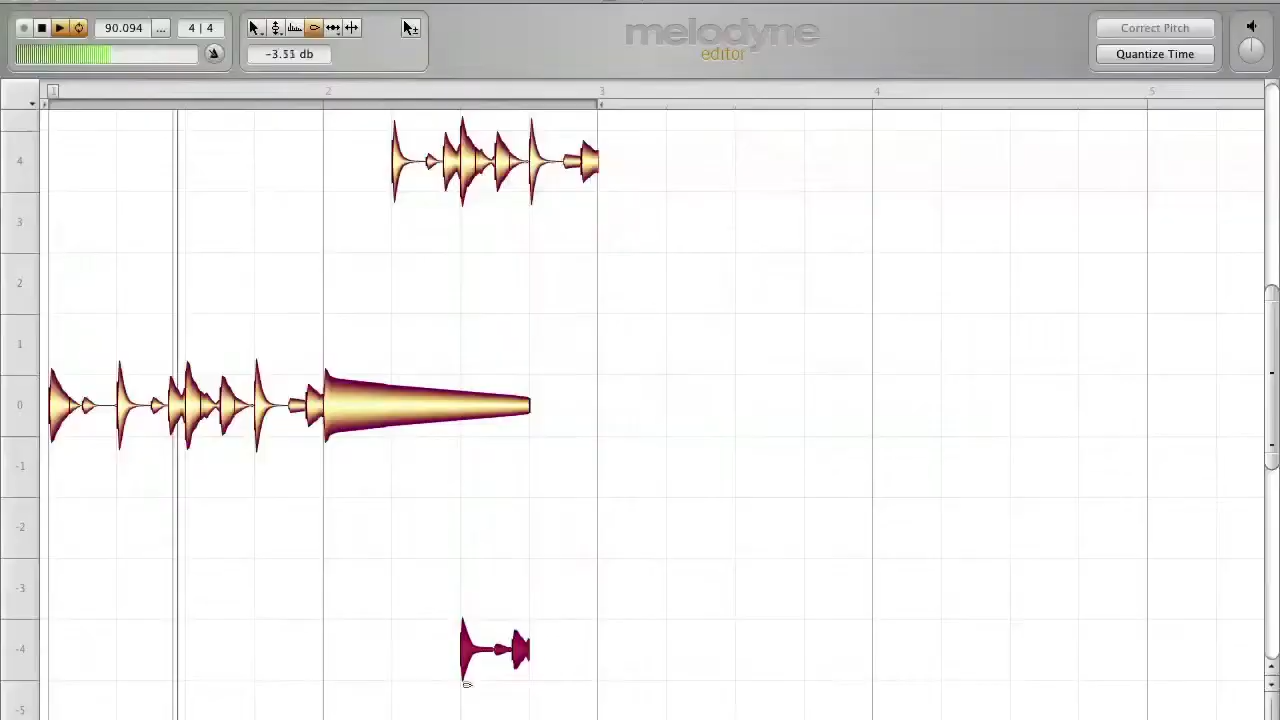 90.094 ... 4 | 4
-3.51 db
melodyne
editor
Correct Pitch
Quantize Time
1 2 3 4 5
4
3
2
1
0
-1
-2
-3
-4
-5